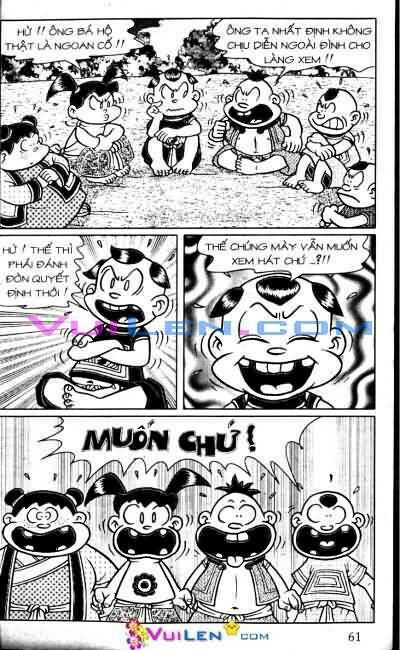 HỪ !! ÔNG BÁ HỘ
THẬT LÀ NGOAN CỐ !!
ÔNG TA NHẤT ĐỊNH KHÔNG
CHỊU DIỄN NGOÀI ĐÌNH CHO
LÀNG XEM !!
HỪ ! THẾ THÌ
PHẢI ĐÁNH
ĐÒN QUYẾT
ĐỊNH THÔI !
THẾ CHÚNG MÀY VẪN MUỐN
XEM HÁT CHỨ ...?!!
VUILEN.COM
MUỐN CHỨ !
61
VUILEN.COM